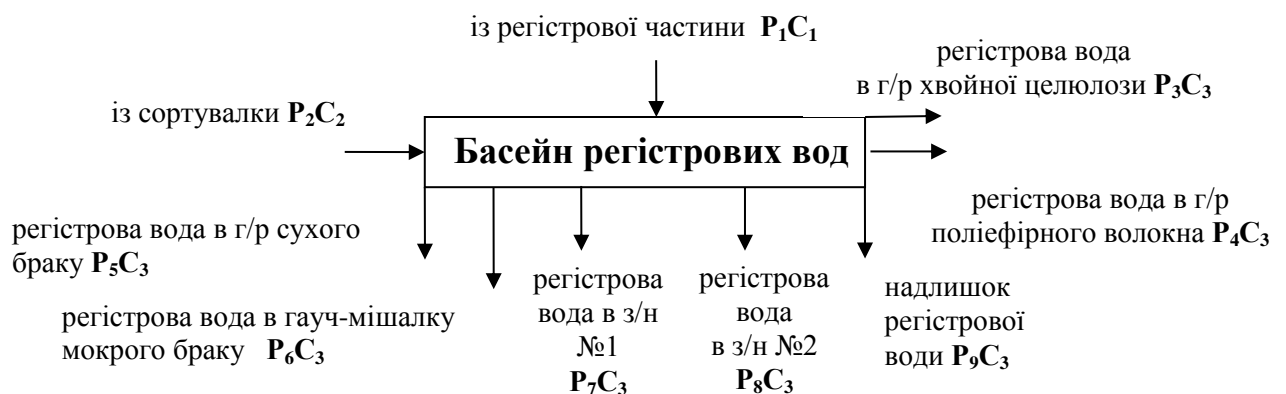 із регістрової частини P₁C₁
регістрова вода
в г/р хвойної целюлози P₃C₃
із сортувалки P₂C₂
Басейн регістрових вод
регістрова вода в г/р
поліефірного волокна P₄C₃
регістрова вода в г/р сухого
браку P₅C₃
регістрова вода в гауч-мішалку
мокрого браку P₆C₃
регістрова
вода в з/н
№1
P₇C₃
регістрова
вода
в з/н №2
P₈C₃
надлишок
регістрової
води P₉C₃